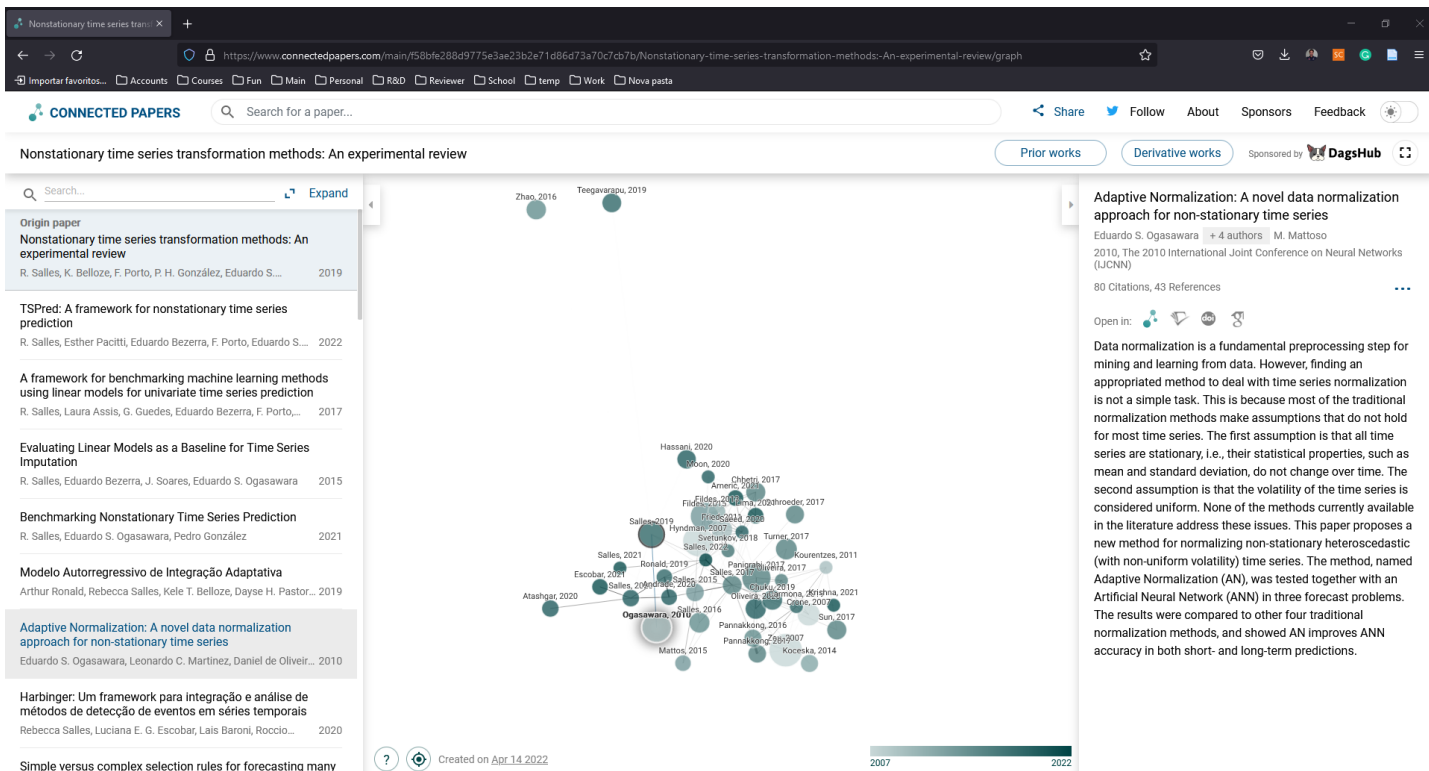 Nonstationary time series transf
https://www.connectedpapers.com/main/f58bfe288d9775e3ae23b2e71d86d73a70c7cb7b/Nonstationary-time-series-transformation-methods:-An-experimental-review/graph
Importar favoritos... Accounts Courses Fun Main Personal R&D Reviewer School temp Work Nova pasta
CONNECTED PAPERS Search for a paper... Share Follow About Sponsors Feedback
Nonstationary time series transformation methods: An experimental review Prior works Derivative works Sponsored by DagsHub
Search... Expand
Origin paper
Nonstationary time series transformation methods: An
experimental review
R. Salles, K. Belloze, F. Porto, P. H. González, Eduardo S.... 2019
TSPred: A framework for nonstationary time series
prediction
R. Salles, Esther Pacitti, Eduardo Bezerra, F. Porto, Eduardo S.... 2022
A framework for benchmarking machine learning methods
using linear models for univariate time series prediction
R. Salles, Laura Assis, G. Guedes, Eduardo Bezerra, F. Porto,... 2017
Evaluating Linear Models as a Baseline for Time Series
Imputation
R. Salles, Eduardo Bezerra, J. Soares, Eduardo S. Ogasawara 2015
Benchmarking Nonstationary Time Series Prediction
R. Salles, Eduardo S. Ogasawara, Pedro González 2021
Modelo Autorregressivo de Integração Adaptativa
Arthur Ronald, Rebecca Salles, Kele T. Belloze, Dayse H. Pastor... 2019
Adaptive Normalization: A novel data normalization
approach for non-stationary time series
Eduardo S. Ogasawara, Leonardo C. Martinez, Daniel de Oliveir... 2010
Harbinger: Um framework para integração e análise de
métodos de detecção de eventos em séries temporais
Rebecca Salles, Luciana E. G. Escobar, Lais Baroni, Roccio... 2020
Simple versus complex selection rules for forecasting many
Zhao, 2016
Teegavarapu, 2019
Hassani, 2020
Moon, 2020
Chhetri, 2017
Schroeder, 2017
Salles, 2019
Hyndman, 2007
Saeed, 2020
Svetunkov, 2018
Turner, 2017
Salles, 2022
Salles, 2021
Kourentzes, 2011
Ronald, 2019
Panigrahi, 2017
Oliveira, 2017
Escobar, 2021
Andrade, 2020
Salles, 2015
Salles, 2017
Krishna, 2021
Atashgar, 2020
Crone, 2007
Salles, 2016
Ogasawara, 2010
Sun, 2017
Pannakkong, 2016
Pannakkong, 2017
Mattos, 2015
Koceska, 2014
? Created on Apr 14 2022
2007 2022
Adaptive Normalization: A novel data normalization
approach for non-stationary time series
Eduardo S. Ogasawara + 4 authors M. Mattoso
2010, The 2010 International Joint Conference on Neural Networks
(IJCNN)
80 Citations, 43 References
Open in: doi
Data normalization is a fundamental preprocessing step for
mining and learning from data. However, finding an
appropriated method to deal with time series normalization
is not a simple task. This is because most of the traditional
normalization methods make assumptions that do not hold
for most time series. The first assumption is that all time
series are stationary, i.e., their statistical properties, such as
mean and standard deviation, do not change over time. The
second assumption is that the volatility of the time series is
considered uniform. None of the methods currently available
in the literature address these issues. This paper proposes a
new method for normalizing non-stationary heteroscedastic
(with non-uniform volatility) time series. The method, named
Adaptive Normalization (AN), was tested together with an
Artificial Neural Network (ANN) in three forecast problems.
The results were compared to other four traditional
normalization methods, and showed AN improves ANN
accuracy in both short- and long-term predictions.